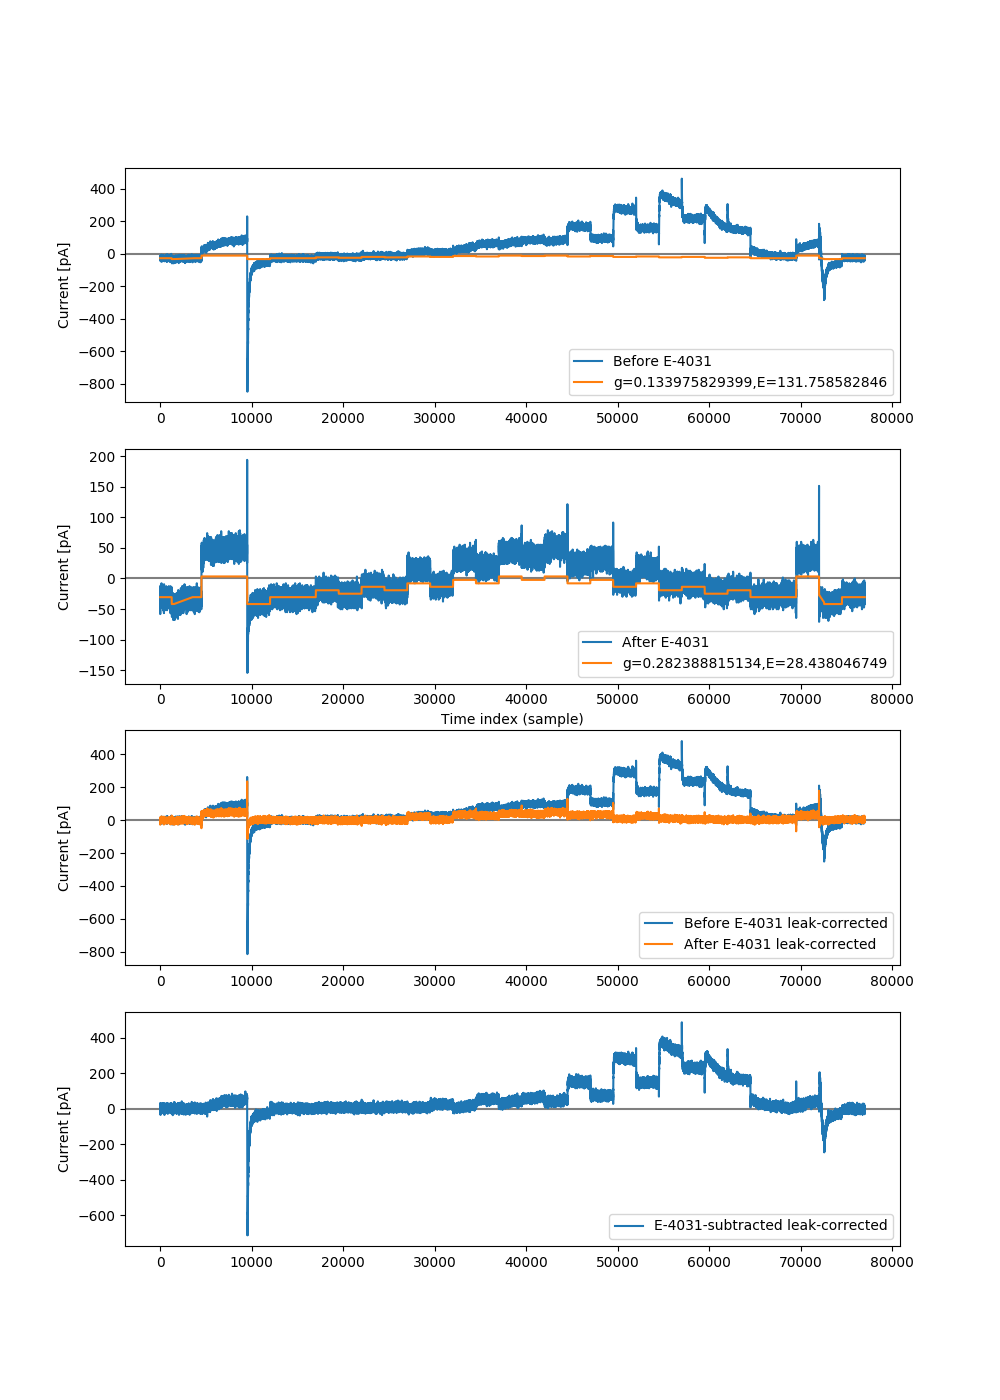 400
200
0
−200
−400
−600
−800
Current [pA]
Before E-4031
g=0.133975829399,E=131.758582846
0 10000 20000 30000 40000 50000 60000 70000 80000
200
150
100
50
0
−50
−100
−150
Current [pA]
After E-4031
g=0.282388815134,E=28.438046749
0 10000 20000 30000 40000 50000 60000 70000 80000
Time index (sample)
400
200
0
−200
−400
−600
−800
Current [pA]
Before E-4031 leak-corrected
After E-4031 leak-corrected
0 10000 20000 30000 40000 50000 60000 70000 80000
400
200
0
−200
−400
−600
Current [pA]
E-4031-subtracted leak-corrected
0 10000 20000 30000 40000 50000 60000 70000 80000